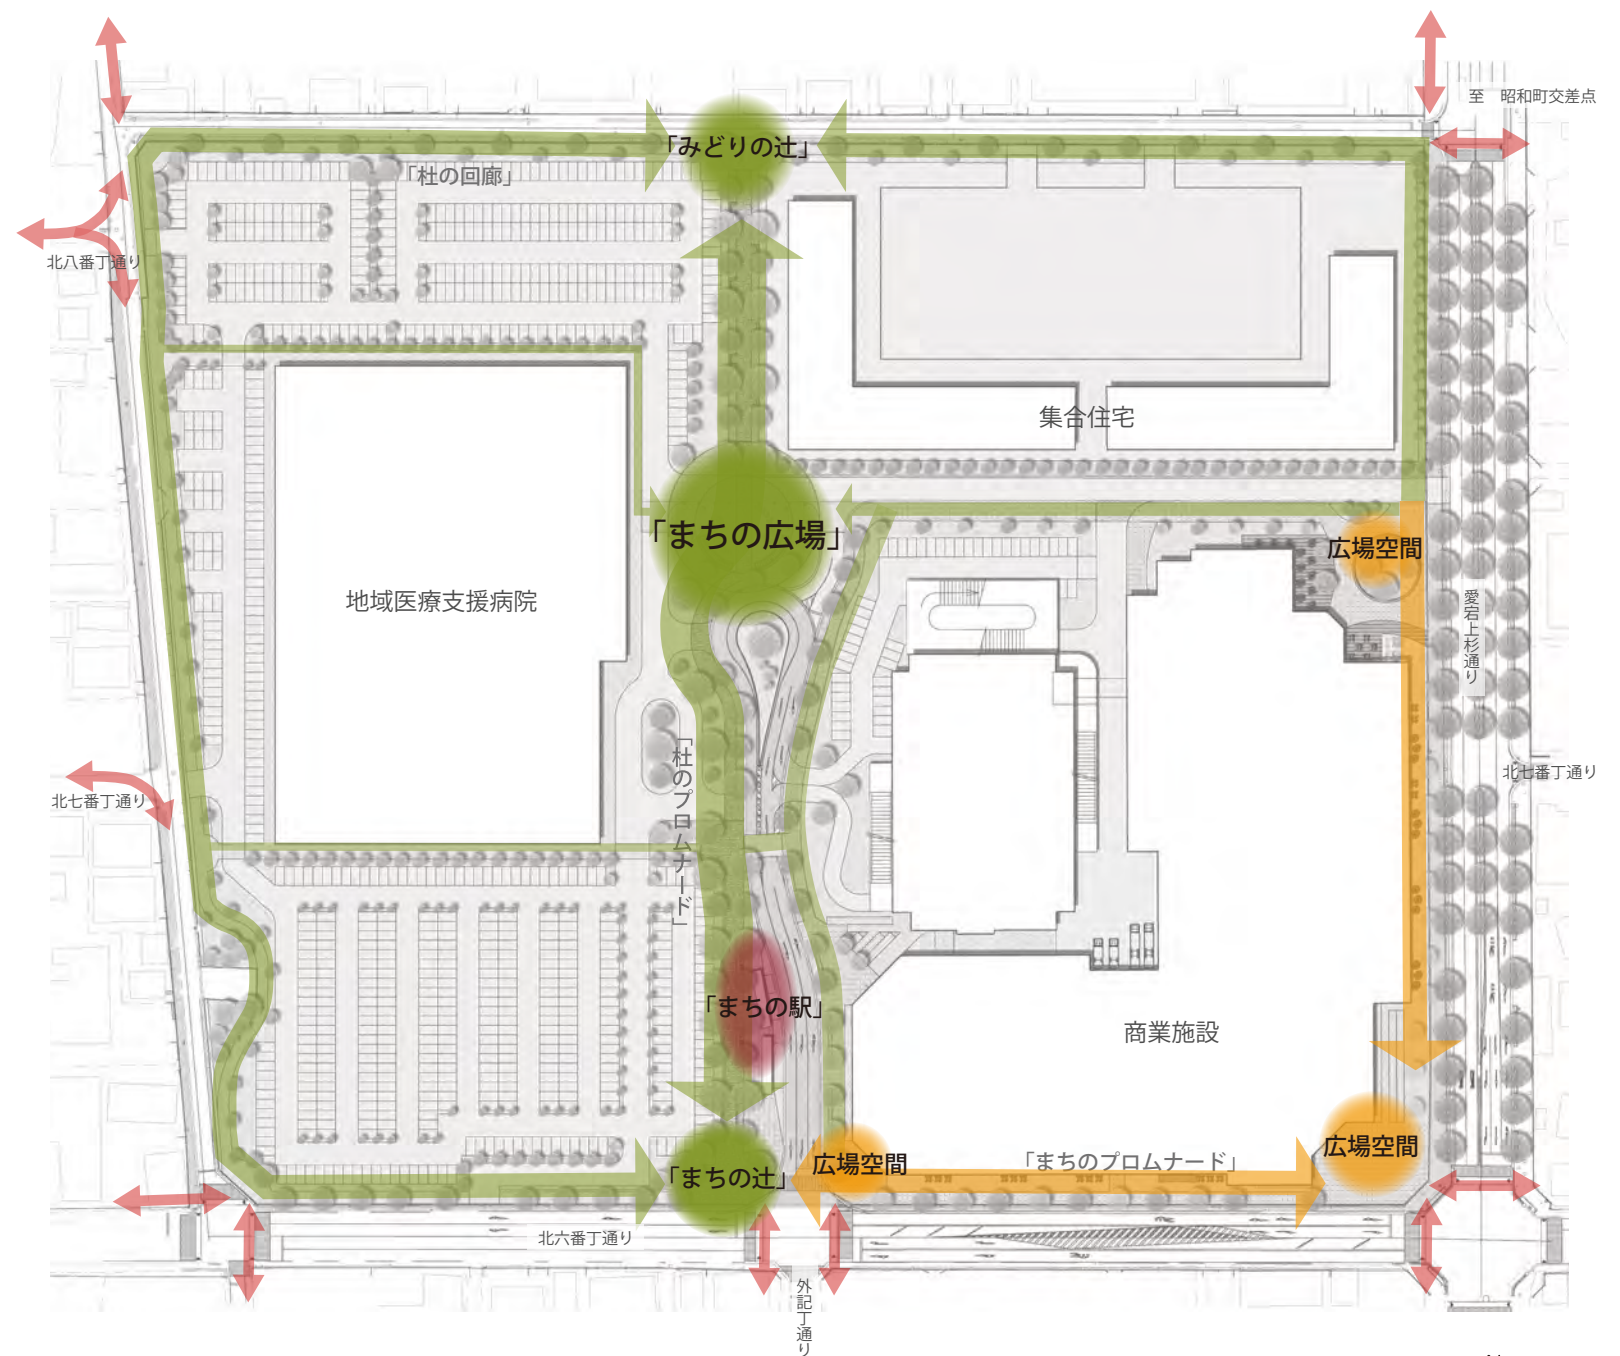 至　昭和町交差点
「みどりの辻」
「杜の回廊」
北八番丁通り
集合住宅
「まちの広場」
広場空間
地域医療支援病院
愛宕上杉通り
「杜のプロムナード」
北七番丁通り
北七番丁通り
「まちの駅」
商業施設
広場空間
「まちのプロムナード」
広場空間
「まちの辻」
北六番丁通り
外記丁通り